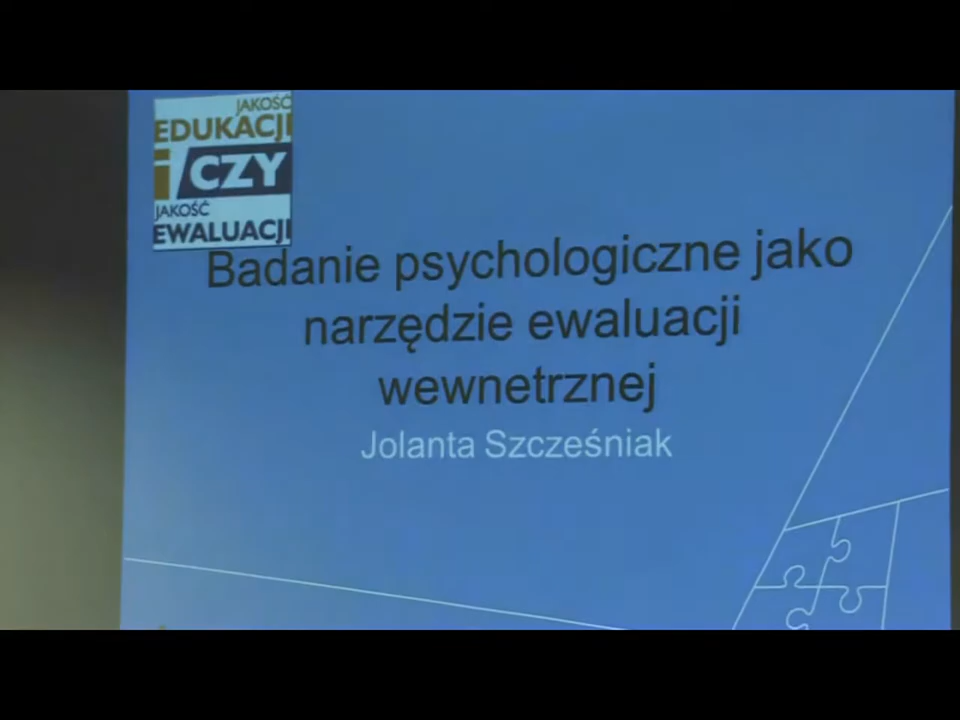 JAKOŚĆ
EDUKACJI
i CZY
JAKOŚĆ
EWALUACJI
Badanie psychologiczne jako
narzędzie ewaluacji
wewnetrznej
Jolanta Szcześniak